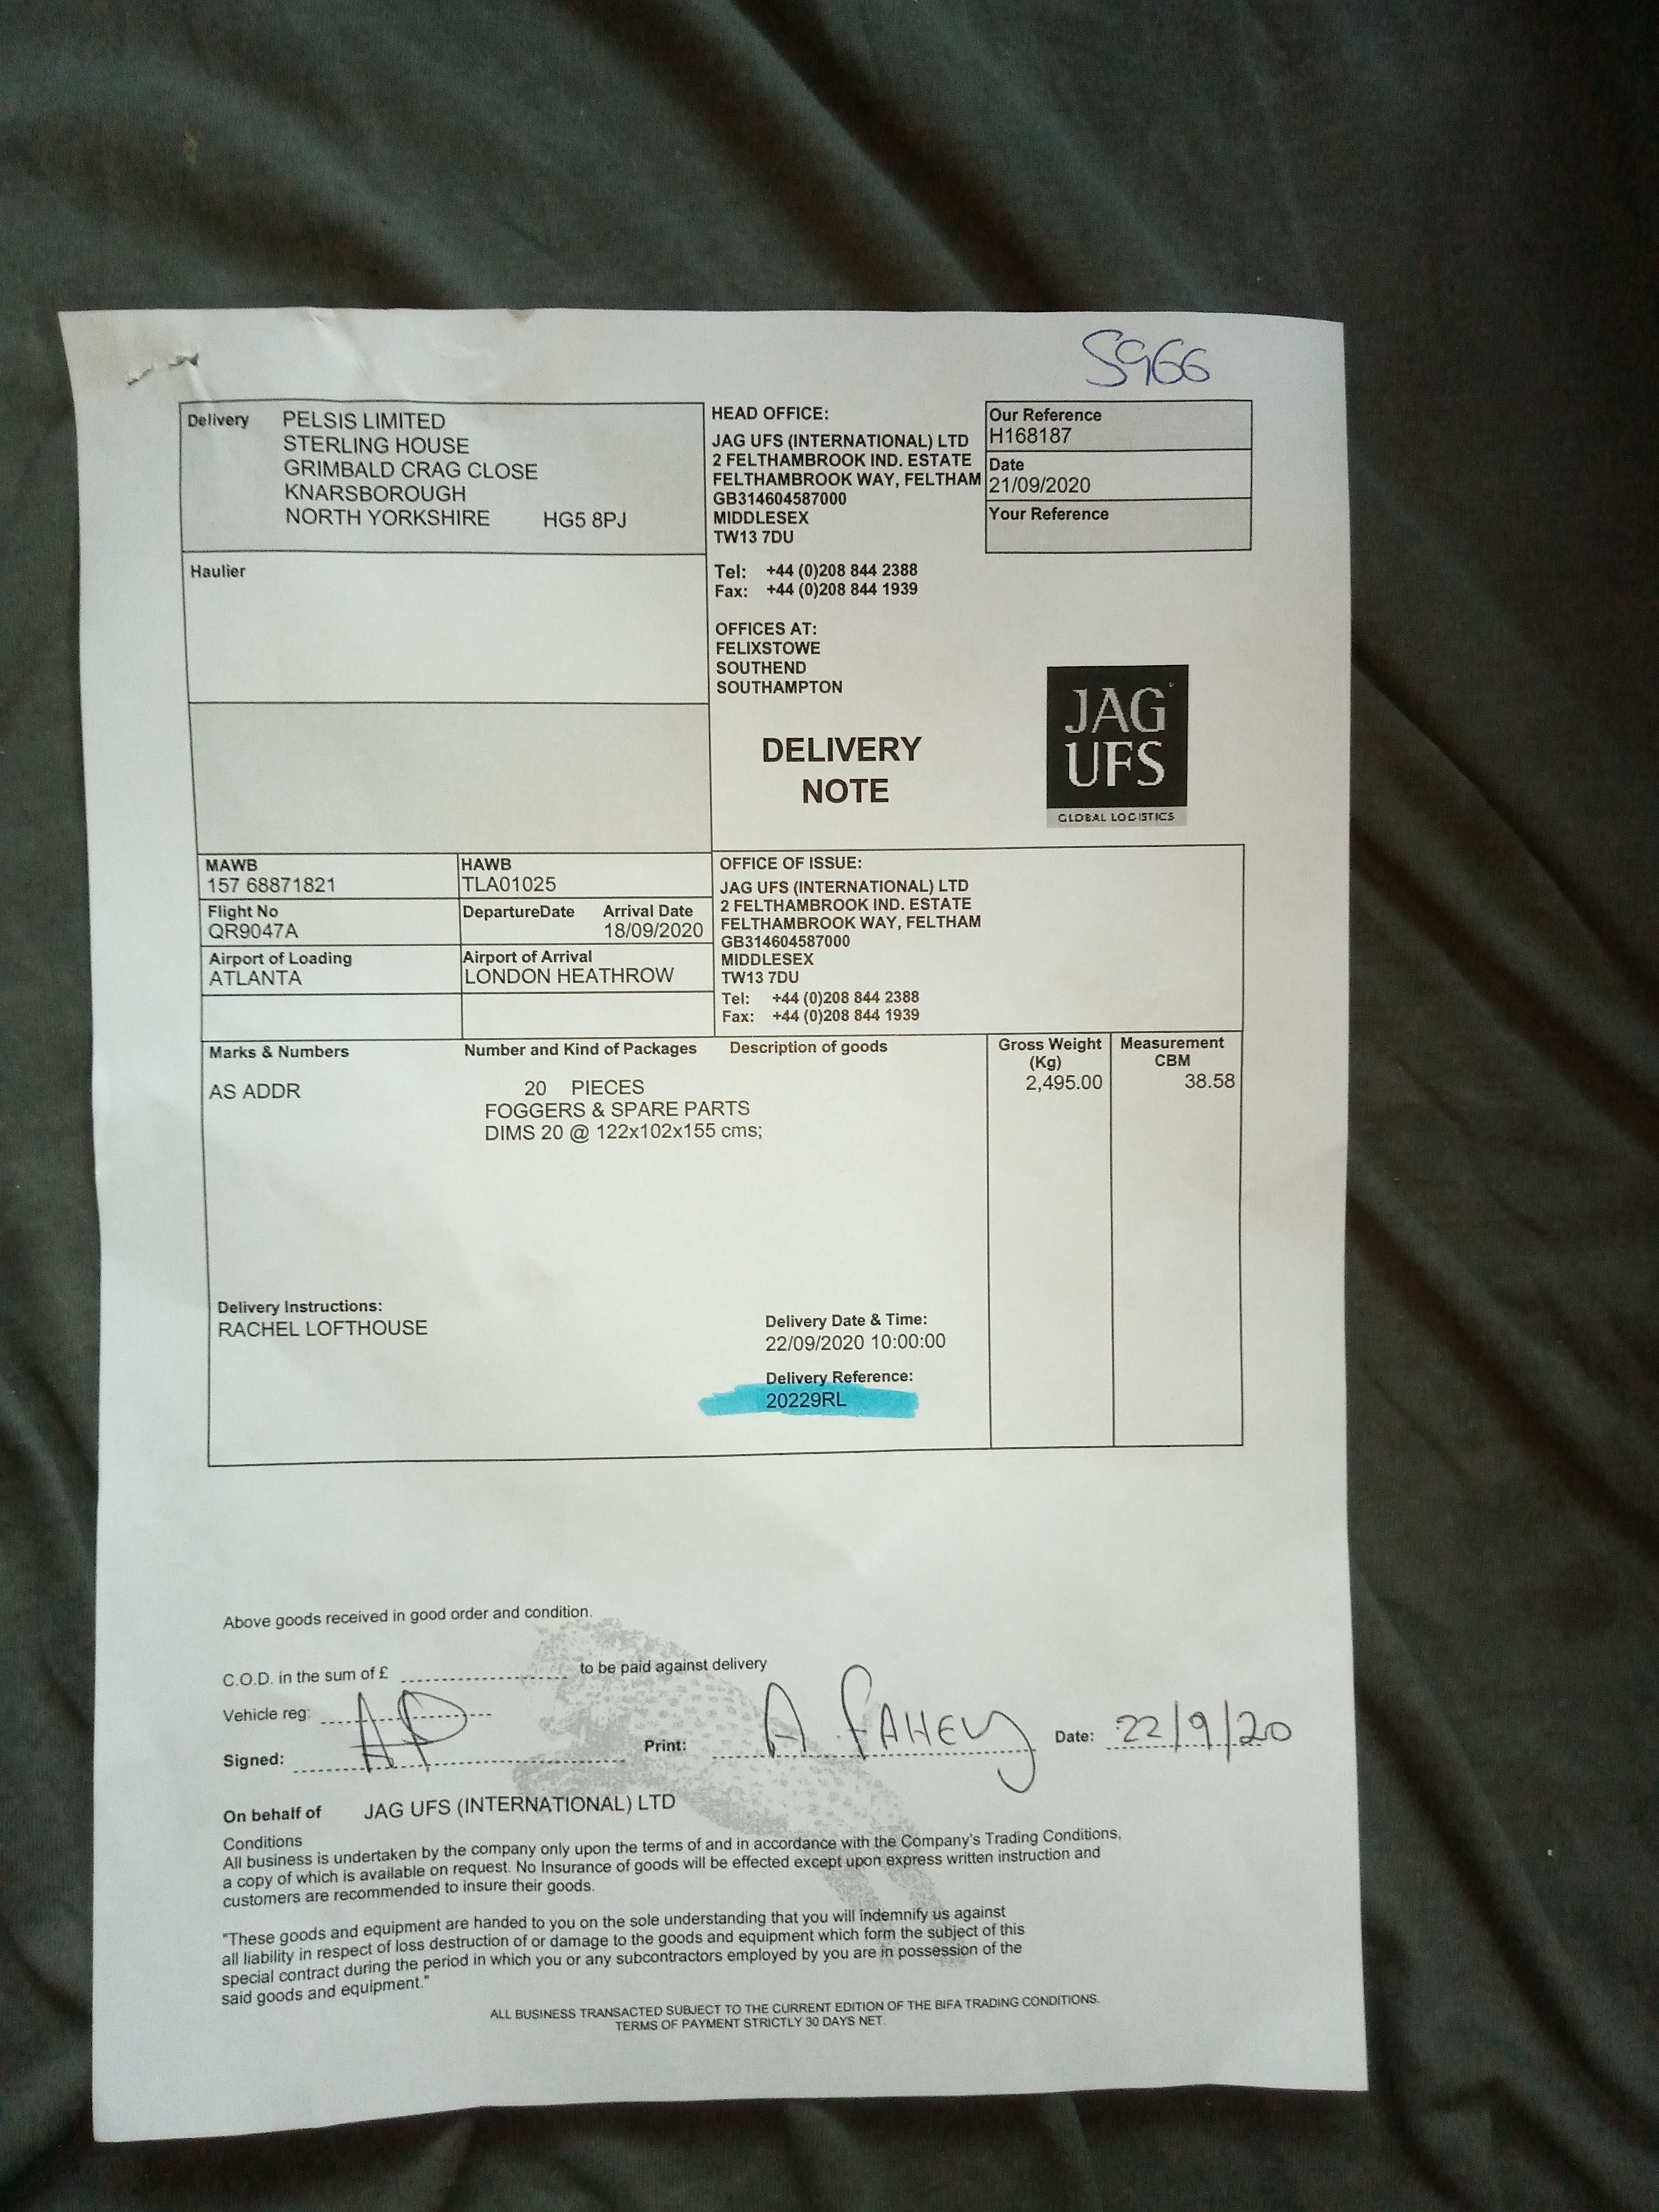 S966
Delivery PELSIS LIMITED
STERLING HOUSE
GRIMBALD CRAG CLOSE
KNARSBOROUGH
NORTH YORKSHIRE HG5 8PJ
Haulier
HEAD OFFICE:
JAG UFS (INTERNATIONAL) LTD
2 FELTHAMBROOK IND. ESTATE
FELTHAMBROOK WAY, FELTHAM
GB314604587000
MIDDLESEX
TW13 7DU
Tel: +44 (0)208 844 2388
Fax: +44 (0)208 844 1939
OFFICES AT:
FELIXSTOWE
SOUTHEND
SOUTHAMPTON
Our Reference
H168187
Date
21/09/2020
Your Reference
DELIVERY
NOTE
JAG
UFS
GLOBAL LOGISTICS
MAWB HAWB
157 68871821 TLA01025
Flight No DepartureDate Arrival Date
QR9047A 18/09/2020
Airport of Loading Airport of Arrival
ATLANTA LONDON HEATHROW
OFFICE OF ISSUE:
JAG UFS (INTERNATIONAL) LTD
2 FELTHAMBROOK IND. ESTATE
FELTHAMBROOK WAY, FELTHAM
GB314604587000
MIDDLESEX
TW13 7DU
Tel: +44 (0)208 844 2388
Fax: +44 (0)208 844 1939
Marks & Numbers Number and Kind of Packages Description of goods Gross Weight Measurement
(Kg) CBM
AS ADDR 20 PIECES 2,495.00 38.58
FOGGERS & SPARE PARTS
DIMS 20 @ 122x102x155 cms;
Delivery Instructions:
RACHEL LOFTHOUSE
Delivery Date & Time:
22/09/2020 10:00:00
Delivery Reference:
20229RL
Above goods received in good order and condition.
C.O.D. in the sum of £ to be paid against delivery
Vehicle reg:
Signed: Print: A FAHEY Date: 22/9/20
On behalf of JAG UFS (INTERNATIONAL) LTD
Conditions
All business is undertaken by the company only upon the terms of and in accordance with the Company's Trading Conditions,
a copy of which is available on request. No Insurance of goods will be effected except upon express written instruction and
customers are recommended to insure their goods.
"These goods and equipment are handed to you on the sole understanding that you will indemnify us against
all liability in respect of loss destruction of or damage to the goods and equipment which form the subject of this
special contract during the period in which you or any subcontractors employed by you are in possession of the
said goods and equipment."
ALL BUSINESS TRANSACTED SUBJECT TO THE CURRENT EDITION OF THE BIFA TRADING CONDITIONS.
TERMS OF PAYMENT STRICTLY 30 DAYS NET.